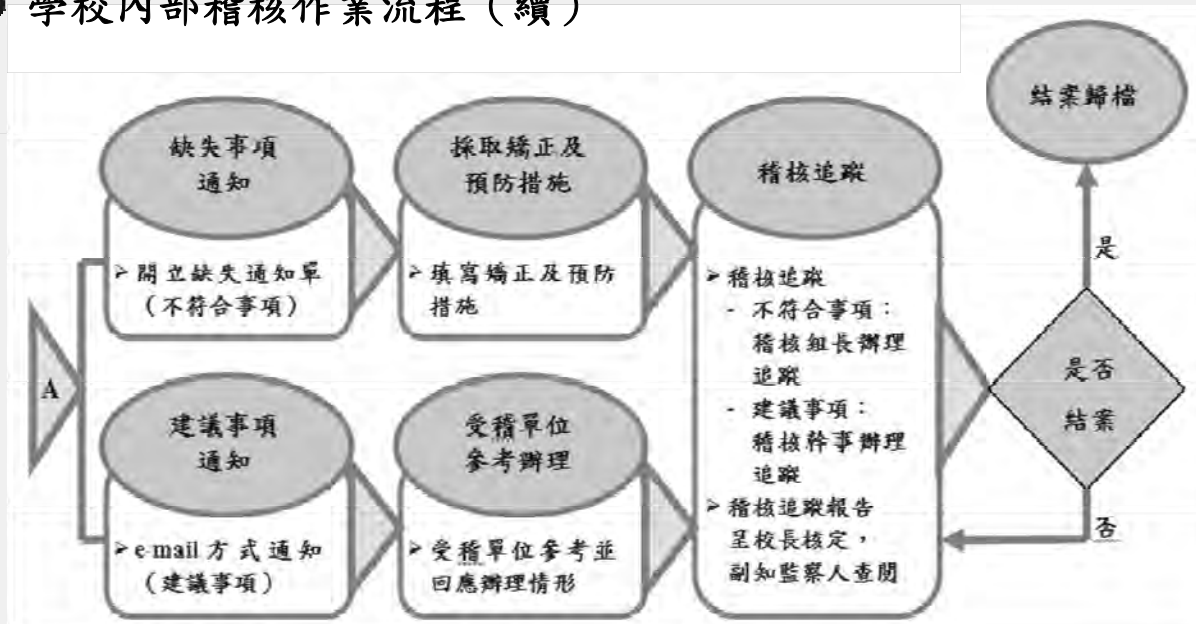 學校內部稽核作業流程（續）
缺失事項
通知
➢ 開立缺失通知單
（不符合事項）
採取矯正及
預防措施
➢ 填寫矯正及預防
措施
A
建議事項
通知
➢ e-mail 方式通知
（建議事項）
受稽單位
參考辦理
➢ 受稽單位參考並
回應辦理情形
稽核追蹤
➢ 稽核追蹤
- 不符合事項：
稽核組長辦理
追蹤
- 建議事項：
稽核幹事辦理
追蹤
➢ 稽核追蹤報告
呈校長核定，
副知監察人查閱
是否
結案
是
否
結案歸檔